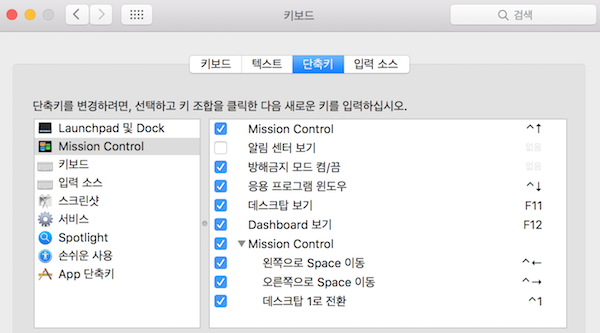 키보드
검색
키보드 텍스트 단축키 입력 소스
단축키를 변경하려면, 선택하고 키 조합을 클릭한 다음 새로운 키를 입력하십시오.
Launchpad 및 Dock
Mission Control
키보드
입력 소스
스크린샷
서비스
Spotlight
손쉬운 사용
App 단축키
Mission Control ^↑
알림 센터 보기 없음
방해금지 모드 켬/끔 없음
응용 프로그램 윈도우 ^↓
데스크탑 보기 F11
Dashboard 보기 F12
Mission Control
왼쪽으로 Space 이동 ^←
오른쪽으로 Space 이동 ^→
데스크탑 1로 전환 ^1